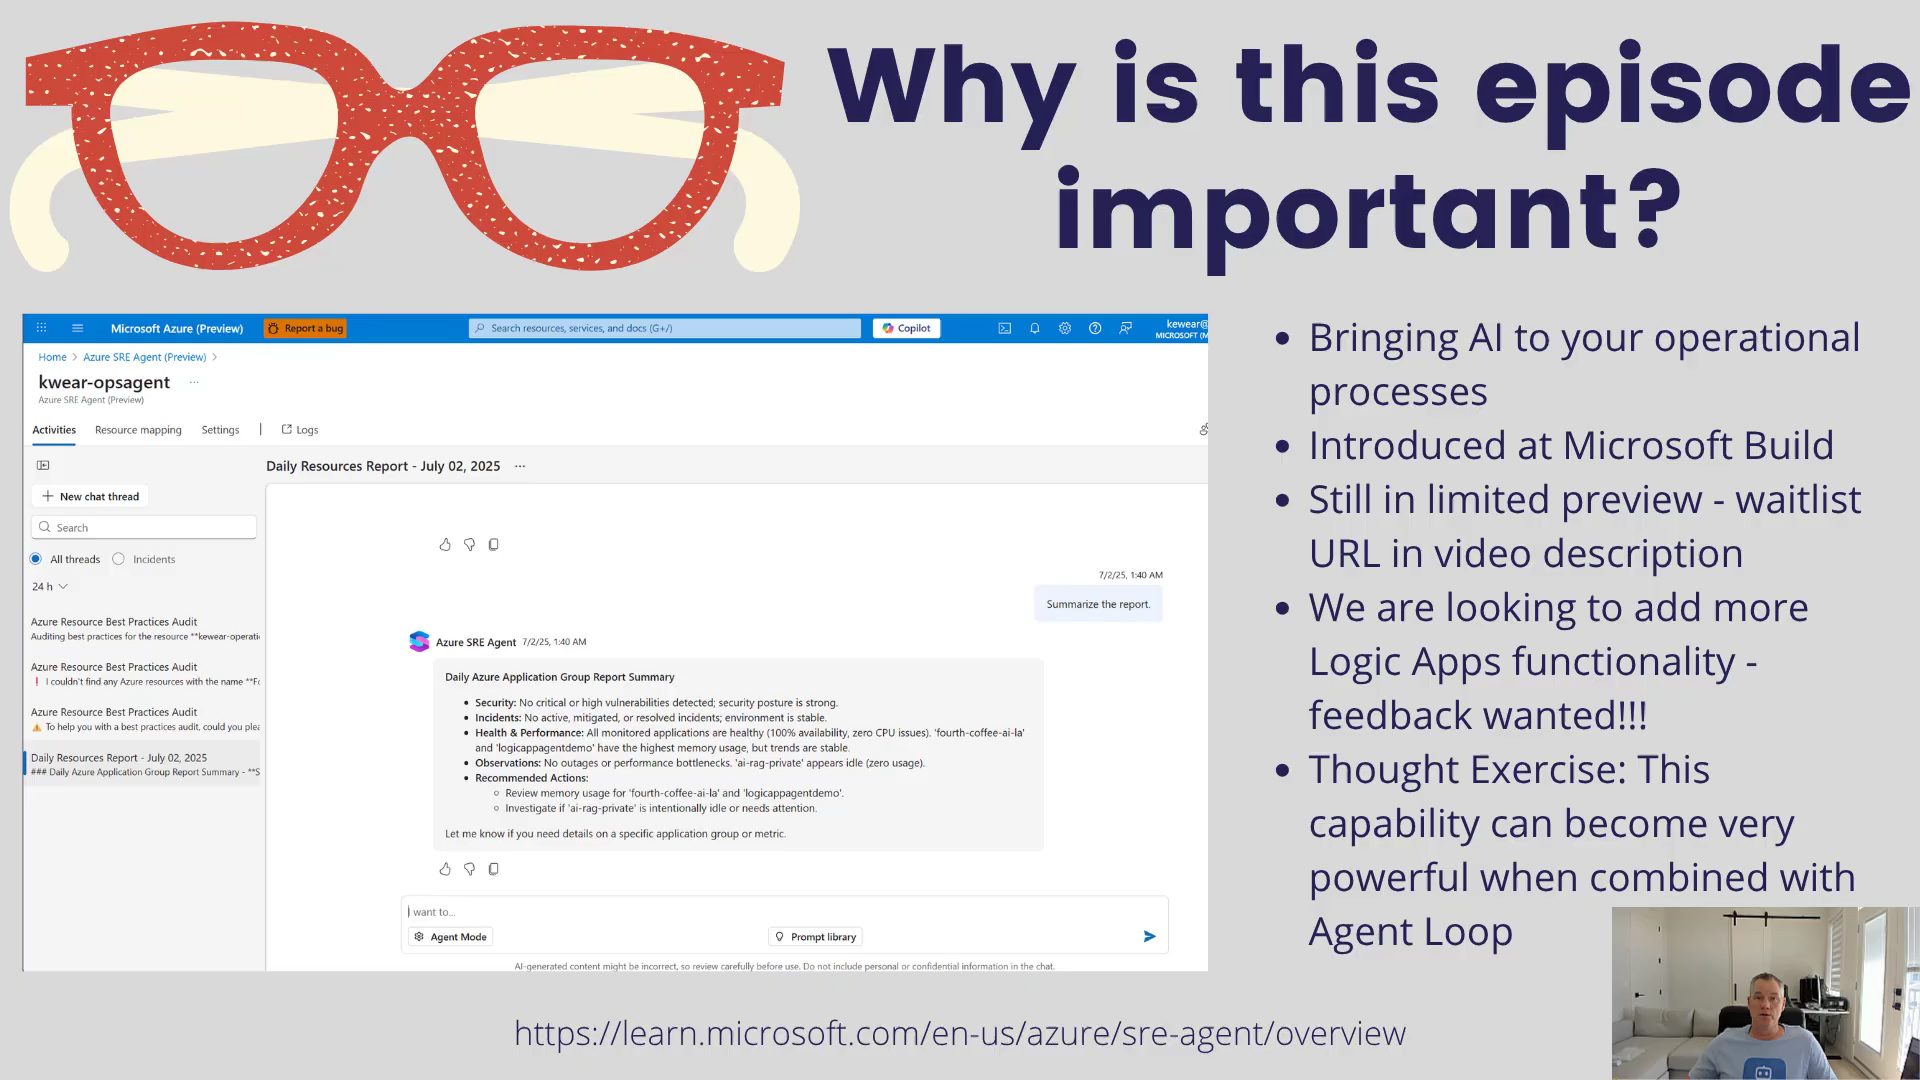 Why is this episode
important?
Microsoft Azure (Preview)
Report a bug
Search resources, services, and docs (G+/)
Copilot
kewear@
MICROSOFT (M
Home > Azure SRE Agent (Preview) >
kwear-opsagent ...
Azure SRE Agent (Preview)
Activities
Resource mapping
Settings
Logs
Daily Resources Report - July 02, 2025 ...
New chat thread
Search
All threads
Incidents
24 h
Azure Resource Best Practices Audit
Auditing best practices for the resource **kewear-operati
Azure Resource Best Practices Audit
I couldn't find any Azure resources with the name **Fo
Azure Resource Best Practices Audit
To help you with a best practices audit, could you plea
Daily Resources Report - July 02, 2025
### Daily Azure Application Group Report Summary - **S
7/2/25, 1:40 AM
Summarize the report.
Azure SRE Agent 7/2/25, 1:40 AM
Daily Azure Application Group Report Summary
• Security: No critical or high vulnerabilities detected; security posture is strong.
• Incidents: No active, mitigated, or resolved incidents; environment is stable.
• Health & Performance: All monitored applications are healthy (100% availability, zero CPU issues). 'fourth-coffee-ai-la'
and 'logicappagentdemo' have the highest memory usage, but trends are stable.
• Observations: No outages or performance bottlenecks. 'ai-rag-private' appears idle (zero usage).
• Recommended Actions:
○ Review memory usage for 'fourth-coffee-ai-la' and 'logicappagentdemo'.
○ Investigate if 'ai-rag-private' is intentionally idle or needs attention.
Let me know if you need details on a specific application group or metric.
I want to...
Agent Mode
Prompt library
AI-generated content might be incorrect, so review carefully before use. Do not include personal or confidential information in the chat.
• Bringing AI to your operational
processes
• Introduced at Microsoft Build
• Still in limited preview - waitlist
URL in video description
• We are looking to add more
Logic Apps functionality -
feedback wanted!!!
• Thought Exercise: This
capability can become very
powerful when combined with
Agent Loop
https://learn.microsoft.com/en-us/azure/sre-agent/overview